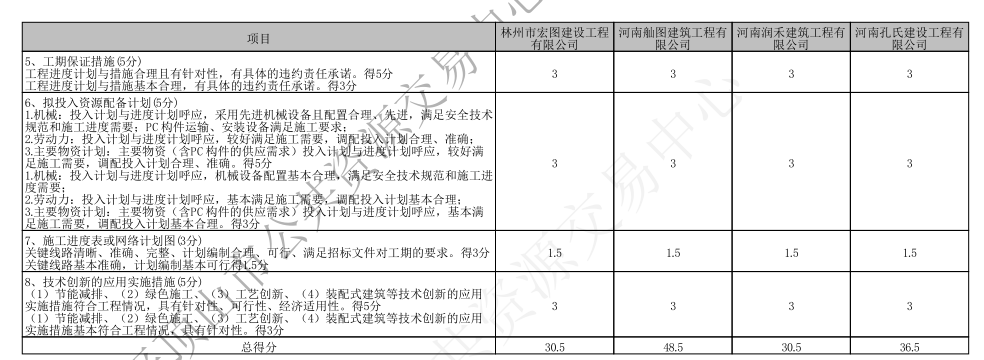 项目
林州市宏图建设工程有限公司
河南舢图建筑工程有限公司
河南润禾建筑工程有限公司
河南孔氏建设工程有限公司
5、工期保证措施(5分)
工程进度计划与措施合理且有针对性，有具体的违约责任承诺。得5分
工程进度计划与措施基本合理，有具体的违约责任承诺。得3分
3 3 3 3
6、拟投入资源配备计划(5分)
1.机械：投入计划与进度计划呼应，采用先进机械设备且配置合理、先进，满足安全技术
规范和施工进度需要；PC 构件运输、安装设备满足施工要求；
2.劳动力：投入计划与进度计划呼应，较好满足施工需要，调配投入计划合理、准确；
3.主要物资计划：主要物资（含PC 构件的供应需求）投入计划与进度计划呼应，较好满
足施工需要，调配投入计划合理、准确。得5分
1.机械：投入计划与进度计划呼应，机械设备配置基本合理，满足安全技术规范和施工进
度需要；
2.劳动力：投入计划与进度计划呼应，基本满足施工需要，调配投入计划基本合理；
3.主要物资计划：主要物资（含PC 构件的供应需求）投入计划与进度计划呼应，基本满
足施工需要，调配投入计划基本合理。得3分
3 3 3 3
7、施工进度表或网络计划图(3分)
关键线路清晰、准确、完整、计划编制合理、可行、满足招标文件对工期的要求。得3分
关键线路基本准确，计划编制基本可行得1.5分
1.5 1.5 1.5 1.5
8、技术创新的应用实施措施(5分)
（1）节能减排、（2）绿色施工、（3）工艺创新、（4）装配式建筑等技术创新的应用
实施措施符合工程情况，具有针对性、可行性、经济适用性。得5分
（1）节能减排、（2）绿色施工、（3）工艺创新、（4）装配式建筑等技术创新的应用
实施措施基本符合工程情况，具有针对性。得3分
3 3 3 3
总得分 30.5 48.5 30.5 36.5
顶山市公共资源交易中心
共资源交易中心